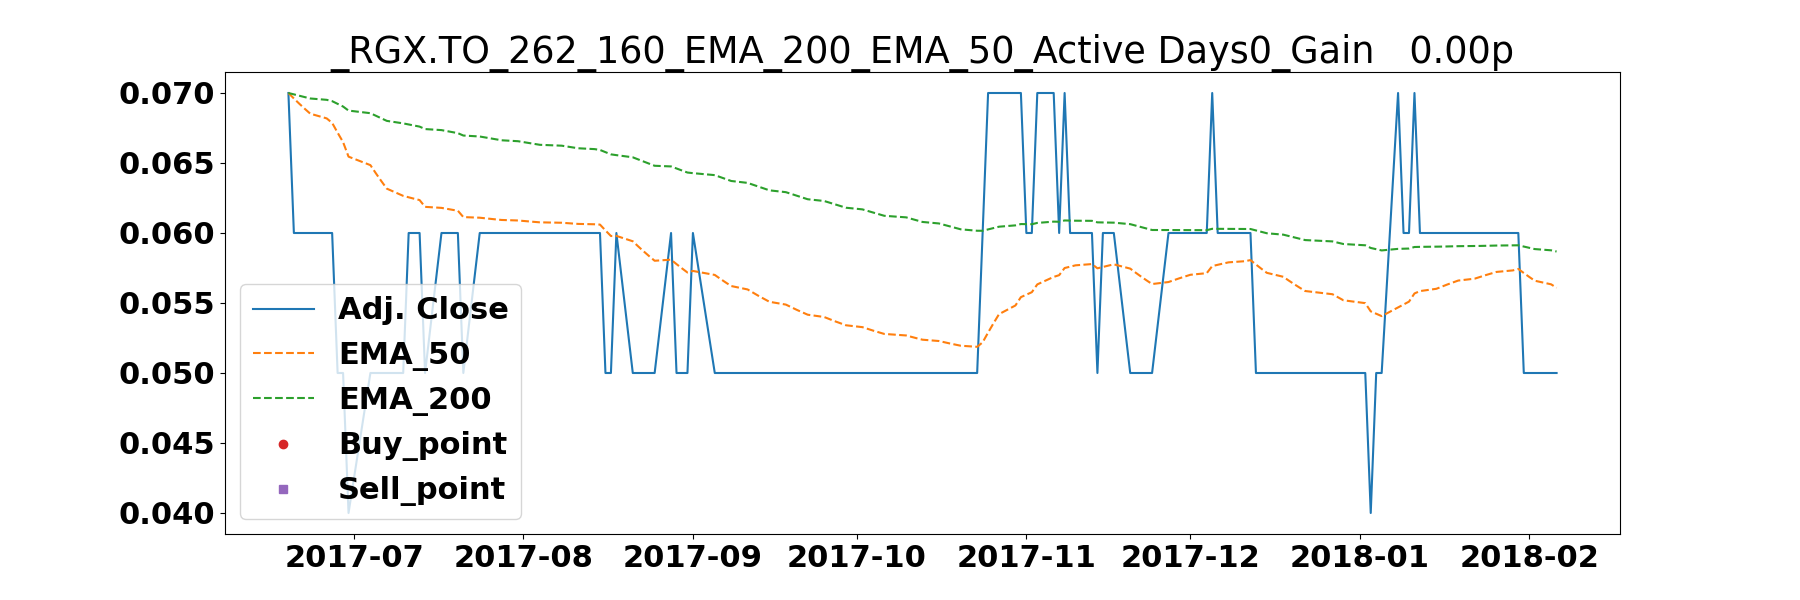 _RGX.TO_262_160_EMA_200_EMA_50_Active Days0_Gain   0.00p
0.070
0.065
0.060
0.055
0.050
0.045
0.040
Adj. Close
EMA_50
EMA_200
Buy_point
Sell_point
2017-07 2017-08 2017-09 2017-10 2017-11 2017-12 2018-01 2018-02